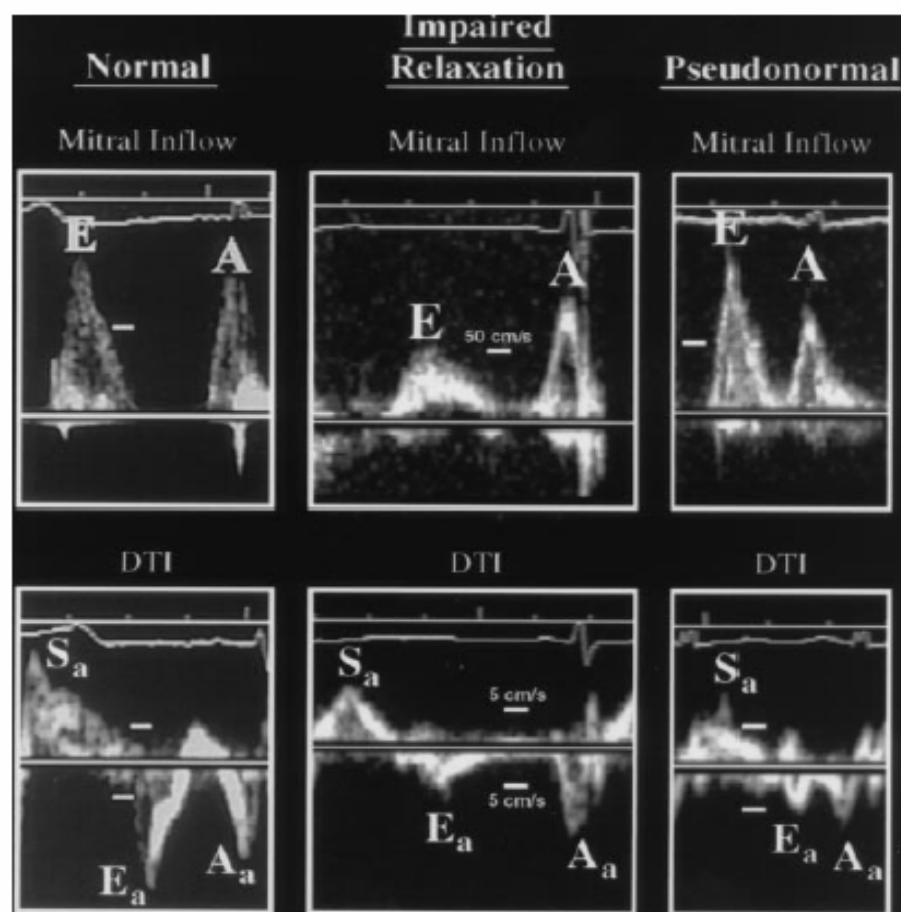 Normal
Impaired
Relaxation
Pseudonormal
Mitral Inflow
Mitral Inflow
Mitral Inflow
E
A
E
50 cm/s
A
E
A
DTI
DTI
DTI
Sa
Ea
Aa
Sa
5 cm/s
5 cm/s
Ea
Aa
Sa
Ea
Aa